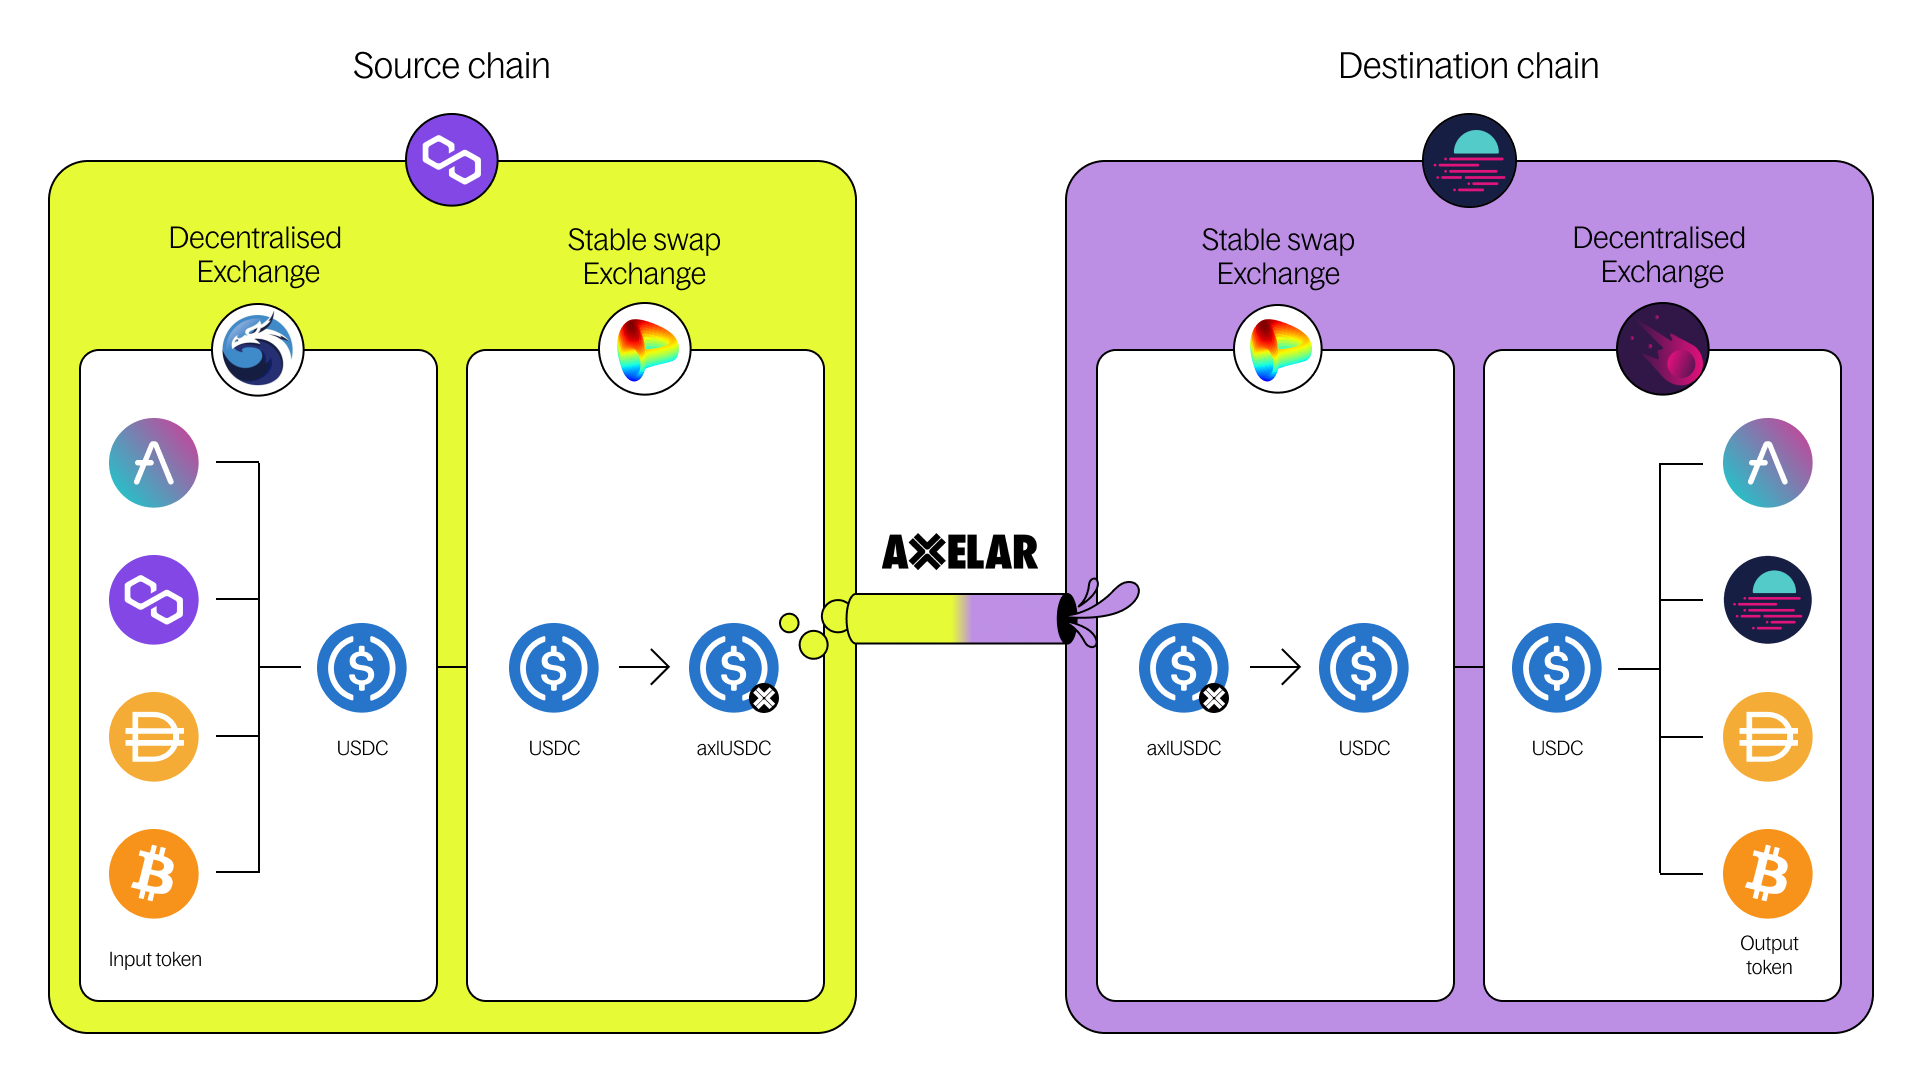 Source chain
Destination chain
Decentralised
Exchange
Stable swap
Exchange
Stable swap
Exchange
Decentralised
Exchange
AXELAR
USDC
USDC
axlUSDC
axlUSDC
USDC
USDC
Input token
Output
token